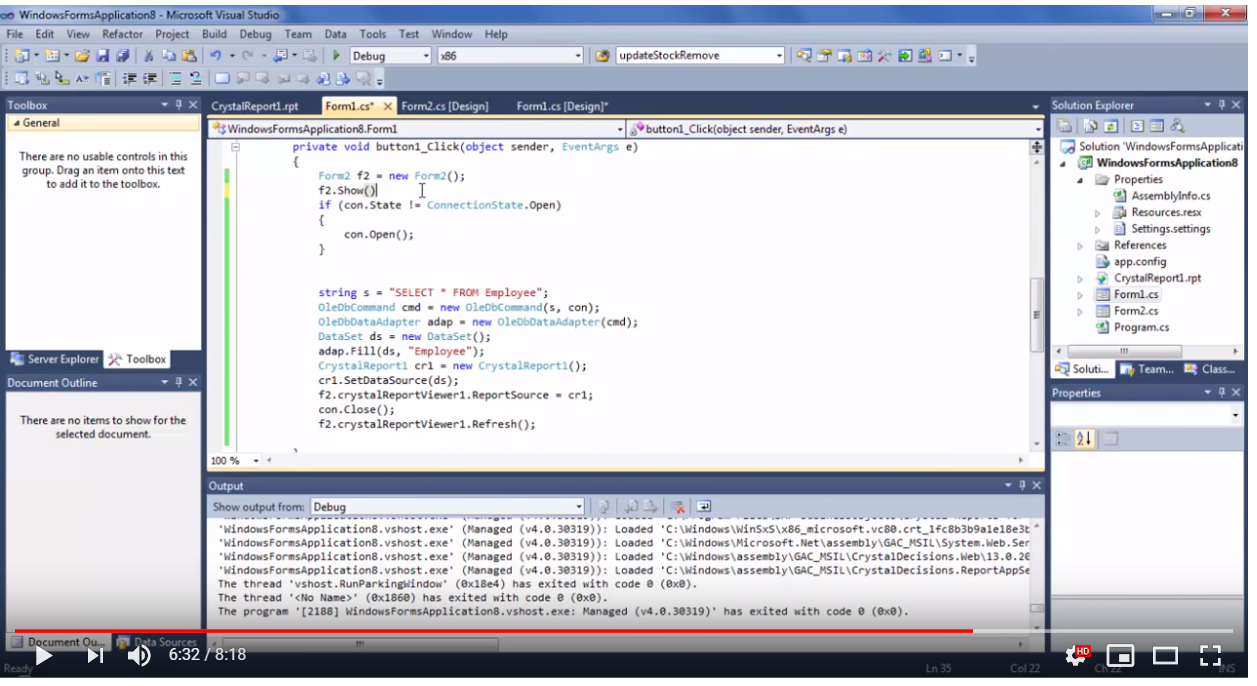 WindowsFormsApplication8 - Microsoft Visual Studio
File Edit View Refactor Project Build Debug Team Data Tools Test Window Help
Debug x86 updateStockRemove
Toolbox
General
There are no usable controls in this
group. Drag an item onto this text
to add it to the toolbox.
Server Explorer Toolbox
Document Outline
There are no items to show for the
selected document.
CrystalReport1.rpt Form1.cs* Form2.cs [Design] Form1.cs [Design]*
WindowsFormsApplication8.Form1 button1_Click(object sender, EventArgs e)
private void button1_Click(object sender, EventArgs e)
{
Form2 f2 = new Form2();
f2.Show()
if (con.State != ConnectionState.Open)
{
con.Open();
}
string s = "SELECT * FROM Employee";
OleDbCommand cmd = new OleDbCommand(s, con);
OleDbDataAdapter adap = new OleDbDataAdapter(cmd);
DataSet ds = new DataSet();
adap.Fill(ds, "Employee");
CrystalReport1 cr1 = new CrystalReport1();
cr1.SetDataSource(ds);
f2.crystalReportViewer1.ReportSource = cr1;
con.Close();
f2.crystalReportViewer1.Refresh();
100 %
Output
Show output from: Debug
'WindowsFormsApplication8.vshost.exe' (Managed (v4.0.30319)): Loaded 'C:\Windows\WinSxS\x86_microsoft.vc80.crt_1fc8b3b9a1e18e3b
'WindowsFormsApplication8.vshost.exe' (Managed (v4.0.30319)): Loaded 'C:\Windows\Microsoft.Net\assembly\GAC_MSIL\System.Web.Ser
'WindowsFormsApplication8.vshost.exe' (Managed (v4.0.30319)): Loaded 'C:\Windows\assembly\GAC_MSIL\CrystalDecisions.Web\13.0.20
'WindowsFormsApplication8.vshost.exe' (Managed (v4.0.30319)): Loaded 'C:\Windows\assembly\GAC_MSIL\CrystalDecisions.ReportAppSe
The thread 'vshost.RunParkingWindow' (0x18e4) has exited with code 0 (0x0).
The thread '<No Name>' (0x1860) has exited with code 0 (0x0).
The program '[2188] WindowsFormsApplication8.vshost.exe: Managed (v4.0.30319)' has exited with code 0 (0x0).
Solution Explorer
Solution 'WindowsFormsApplicati
WindowsFormsApplication8
Properties
AssemblyInfo.cs
Resources.resx
Settings.settings
References
app.config
CrystalReport1.rpt
Form1.cs
Form2.cs
Program.cs
Soluti... Team... Class...
Properties
Document Ou... Data Sources
6:32 / 8:18
HD
Ready Ln 35 Col 22 Ch 22 INS